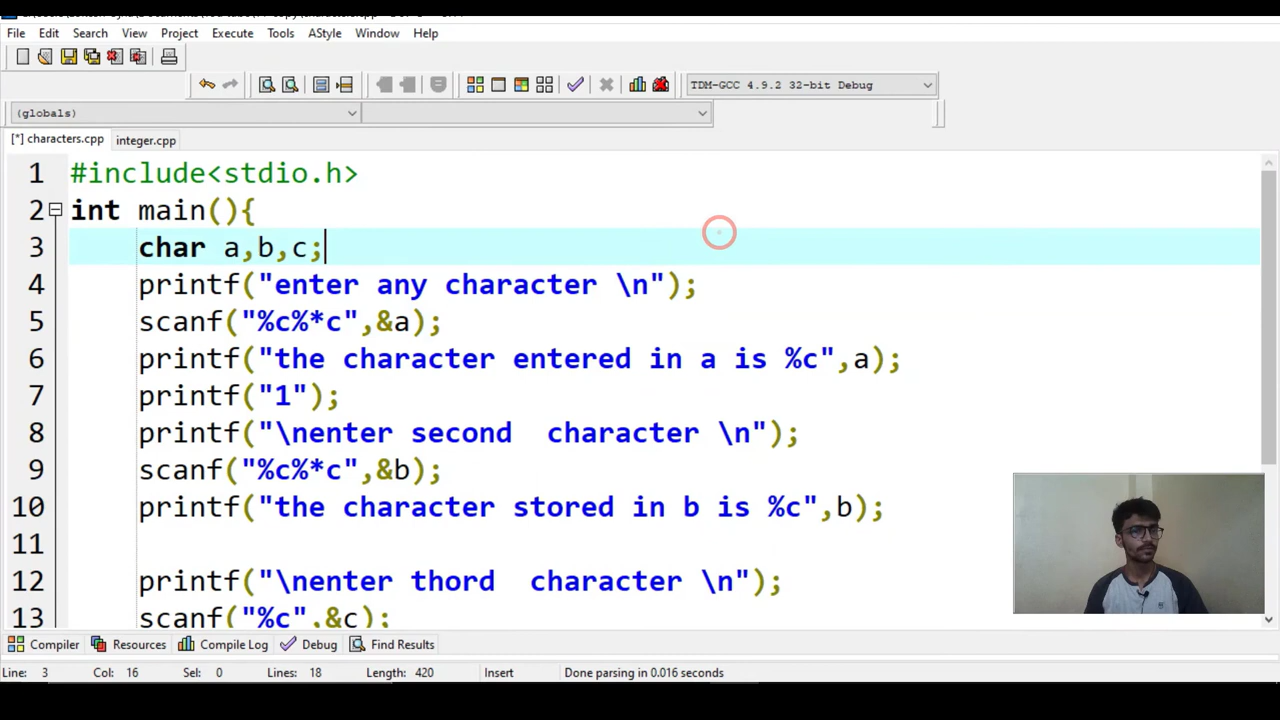 File Edit Search View Project Execute Tools AStyle Window Help
TDM-GCC 4.9.2 32-bit Debug
(globals)
[*] characters.cpp integer.cpp
1 #include<stdio.h>
2 int main(){
3 char a,b,c;
4 printf("enter any character \n");
5 scanf("%c%*c",&a);
6 printf("the character entered in a is %c",a);
7 printf("1");
8 printf("\nenter second  character \n");
9 scanf("%c%*c",&b);
10 printf("the character stored in b is %c",b);
11
12 printf("\nenter thord  character \n");
13 scanf("%c",&c);
Compiler Resources Compile Log Debug Find Results
Line: 3 Col: 16 Sel: 0 Lines: 18 Length: 420 Insert Done parsing in 0.016 seconds